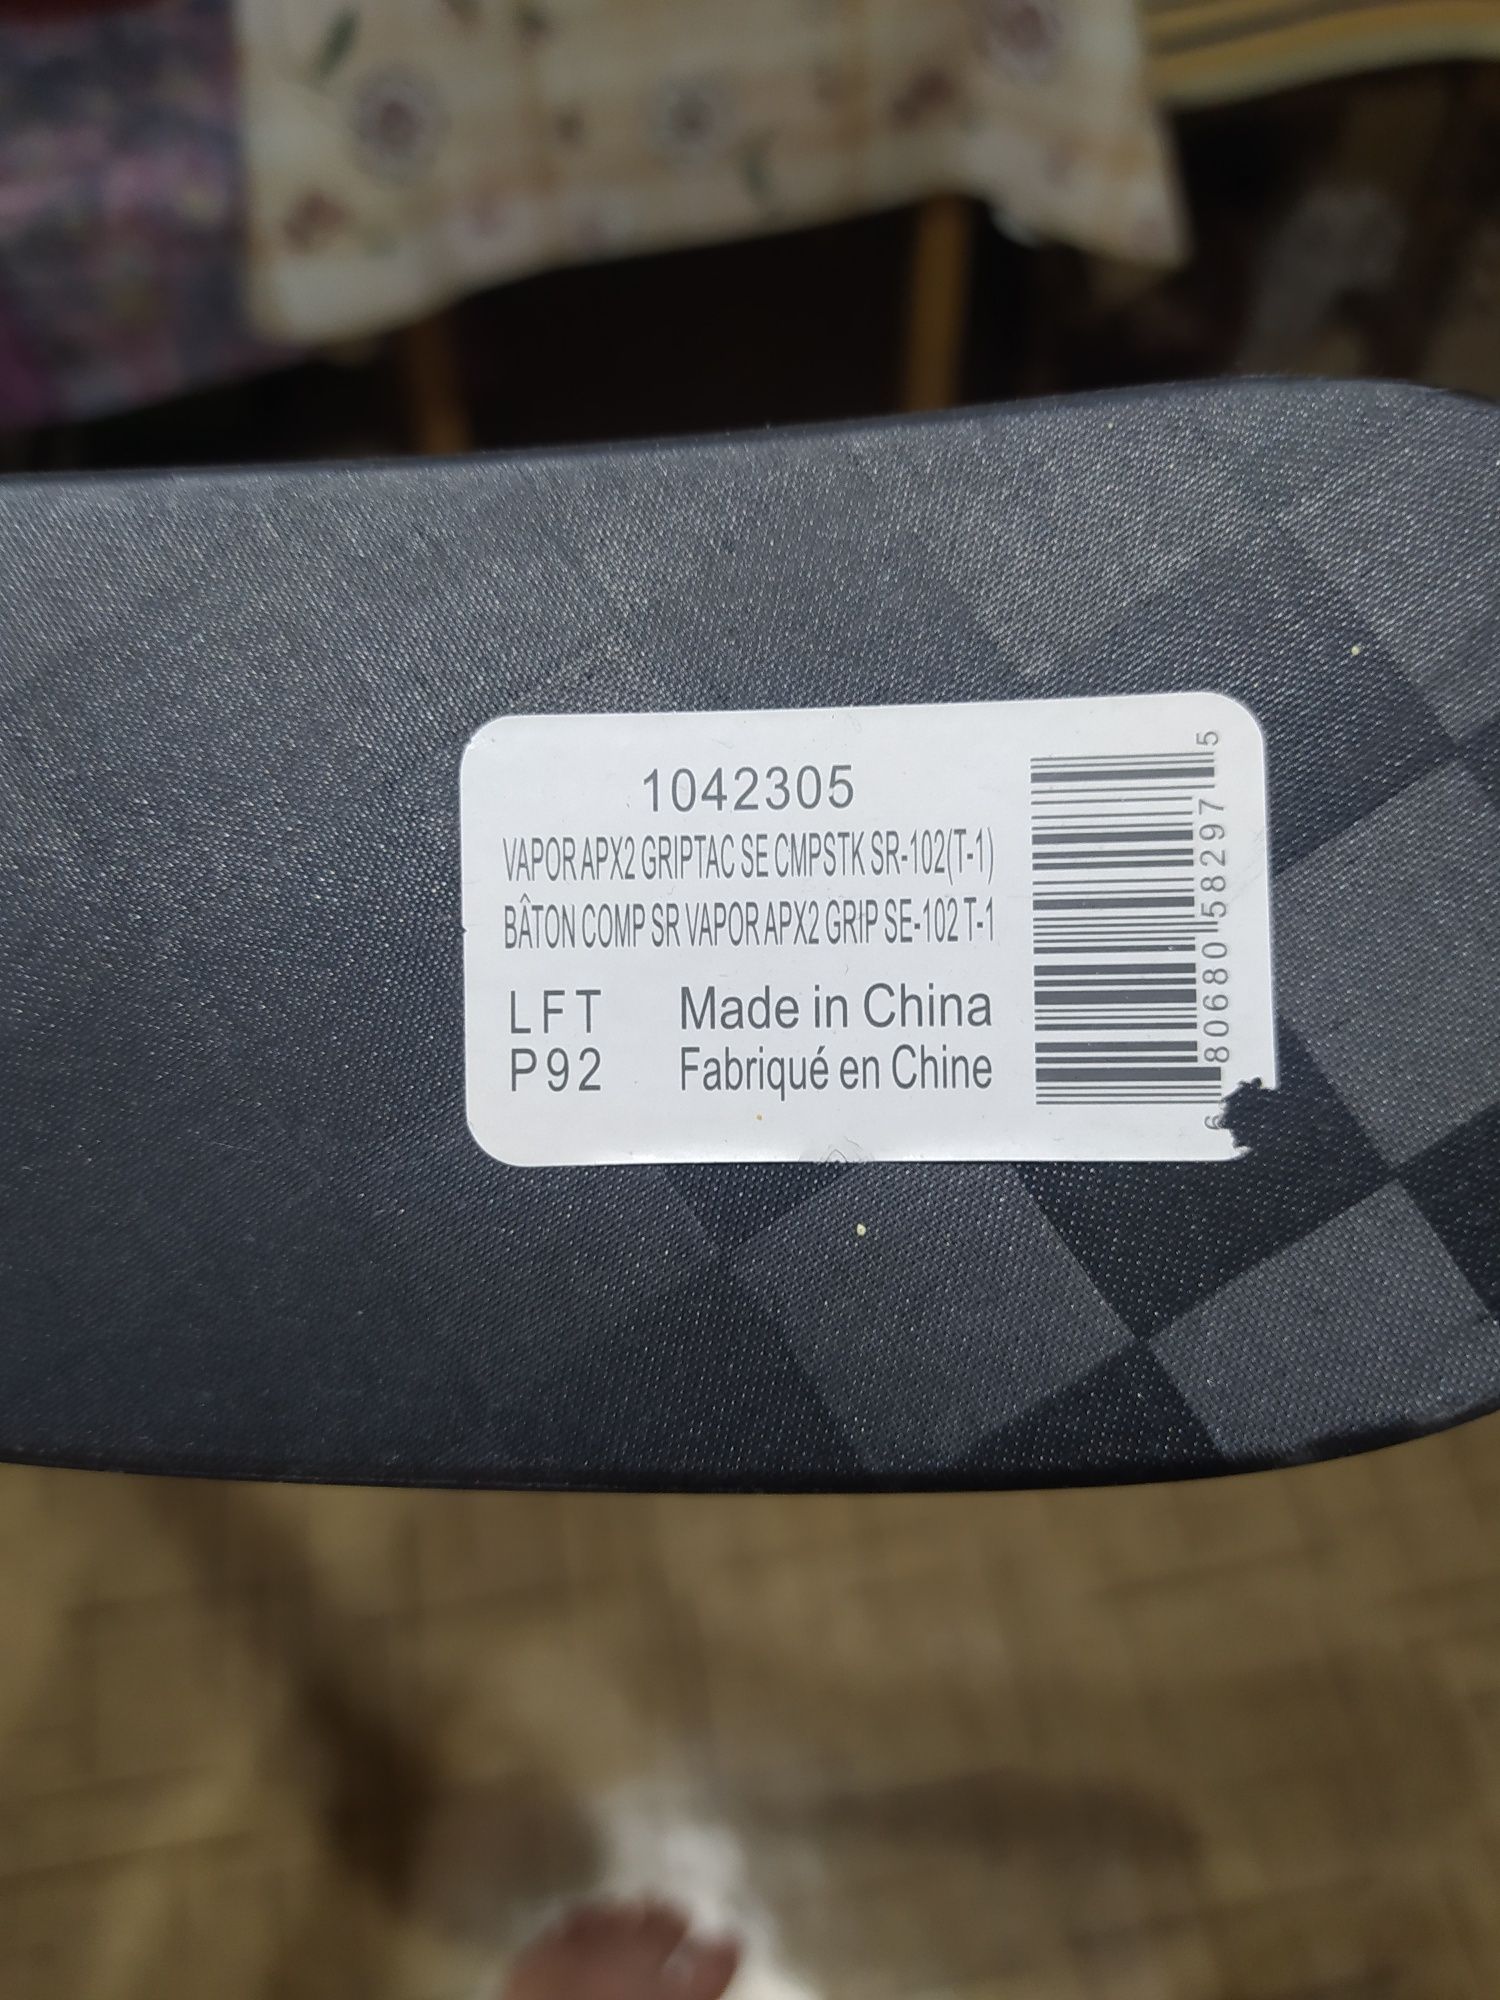 1042305
VAPOR APX2 GRIPTAC SE CMPSTK SR-102(T-1)
BÂTON COMP SR VAPOR APX2 GRIP SE-102 T-1
LFT Made in China
P92 Fabriqué en Chine
6 80680 58297 5